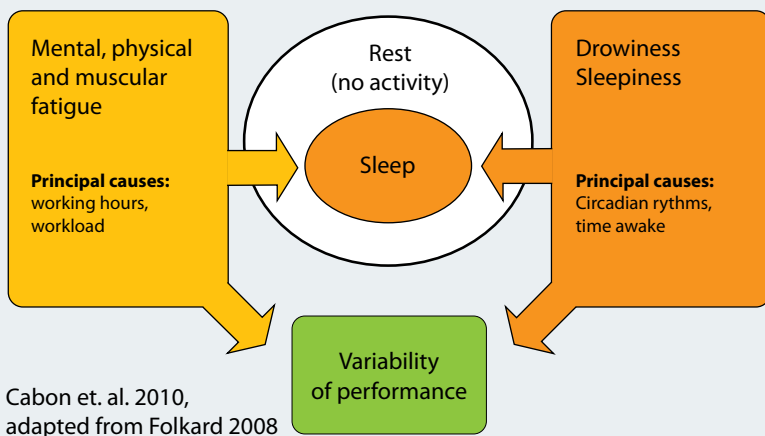 Mental, physical
and muscular
fatigue
Principal causes:
working hours,
workload
Rest
(no activity)
Sleep
Drowiness
Sleepiness
Principal causes:
Circadian rythms,
time awake
Variability
of performance
Cabon et. al. 2010,
adapted from Folkard 2008